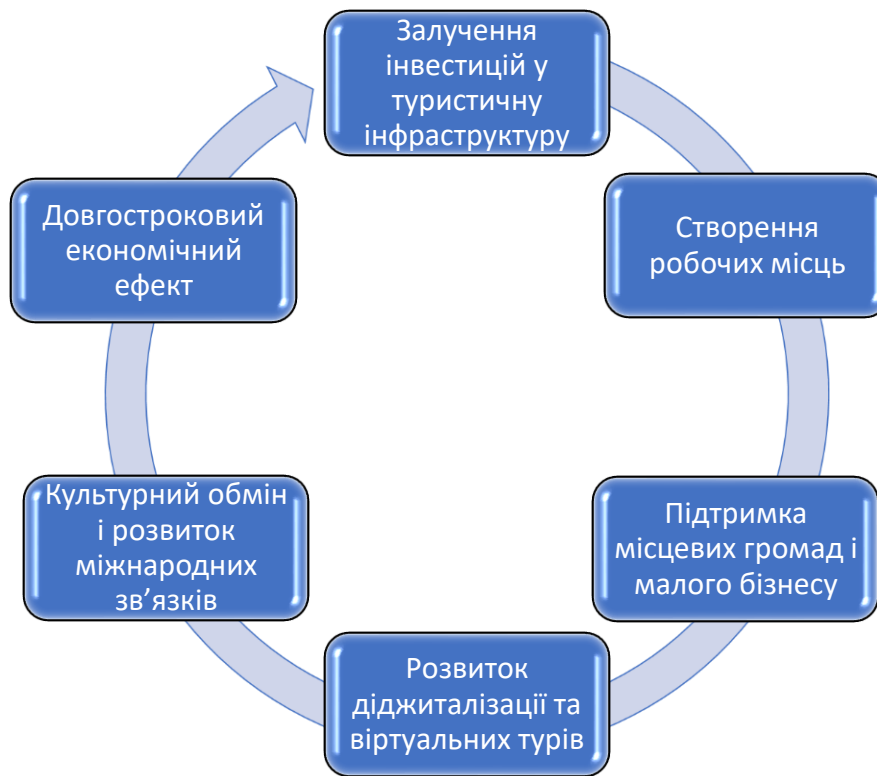 Залучення
інвестицій у
туристичну
інфраструктуру
Створення
робочих місць
Підтримка
місцевих громад і
малого бізнесу
Розвиток
діджиталізації та
віртуальних турів
Культурний обмін
і розвиток
міжнародних
зв’язків
Довгостроковий
економічний
ефект